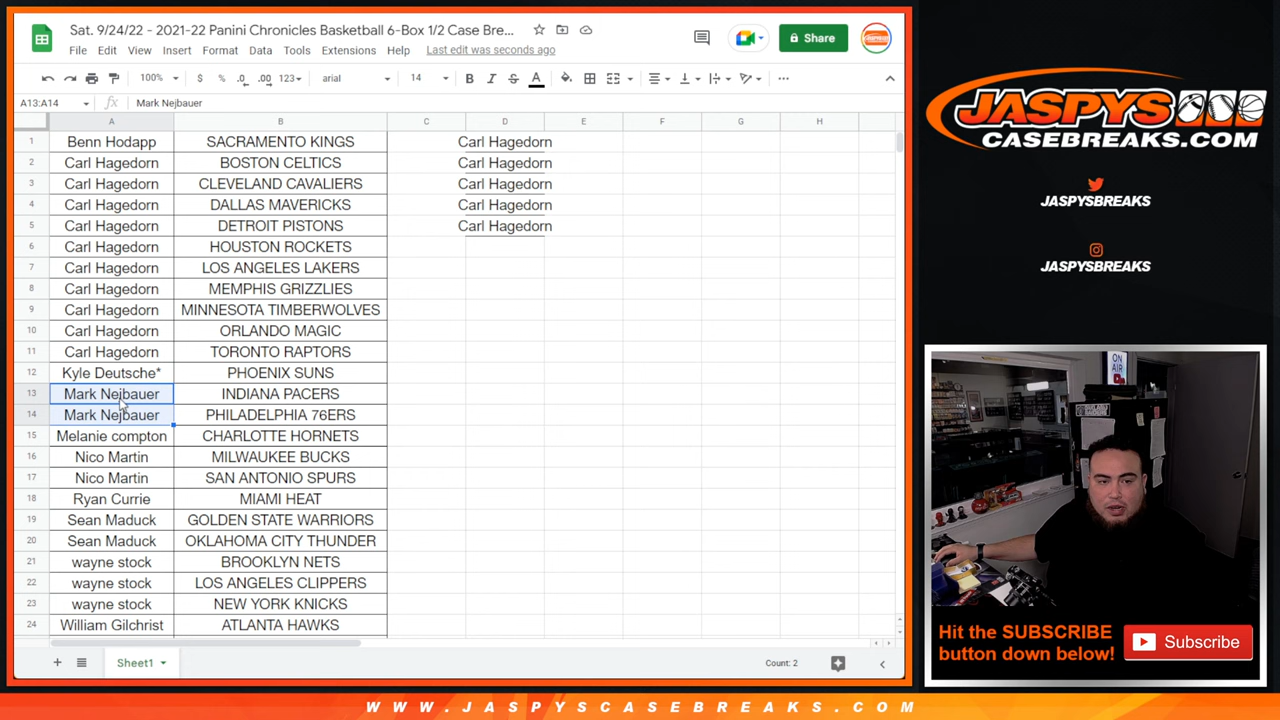 Sat. 9/24/22 - 2021-22 Panini Chronicles Basketball 6-Box 1/2 Case Bre...
Share
File Edit View Insert Format Data Tools Extensions Help Last edit was seconds ago
100% $ % .0 .00 123 arial 14 B I S A
A13:A14 fx Mark Nejbauer
A B C D E F G H
1 Benn Hodapp SACRAMENTO KINGS Carl Hagedorn
2 Carl Hagedorn BOSTON CELTICS Carl Hagedorn
3 Carl Hagedorn CLEVELAND CAVALIERS Carl Hagedorn
4 Carl Hagedorn DALLAS MAVERICKS Carl Hagedorn
5 Carl Hagedorn DETROIT PISTONS Carl Hagedorn
6 Carl Hagedorn HOUSTON ROCKETS
7 Carl Hagedorn LOS ANGELES LAKERS
8 Carl Hagedorn MEMPHIS GRIZZLIES
9 Carl Hagedorn MINNESOTA TIMBERWOLVES
10 Carl Hagedorn ORLANDO MAGIC
11 Carl Hagedorn TORONTO RAPTORS
12 Kyle Deutsche* PHOENIX SUNS
13 Mark Nejbauer INDIANA PACERS
14 Mark Nejbauer PHILADELPHIA 76ERS
15 Melanie compton CHARLOTTE HORNETS
16 Nico Martin MILWAUKEE BUCKS
17 Nico Martin SAN ANTONIO SPURS
18 Ryan Currie MIAMI HEAT
19 Sean Maduck GOLDEN STATE WARRIORS
20 Sean Maduck OKLAHOMA CITY THUNDER
21 wayne stock BROOKLYN NETS
22 wayne stock LOS ANGELES CLIPPERS
23 wayne stock NEW YORK KNICKS
24 William Gilchrist ATLANTA HAWKS
Sheet1
Count: 2
JASPYS
CASEBREAKS.COM
JASPYSBREAKS
JASPYSBREAKS
ON
AIR
Hit the SUBSCRIBE
button down below!
Subscribe
WWW.JASPYSCASEBREAKS.COM